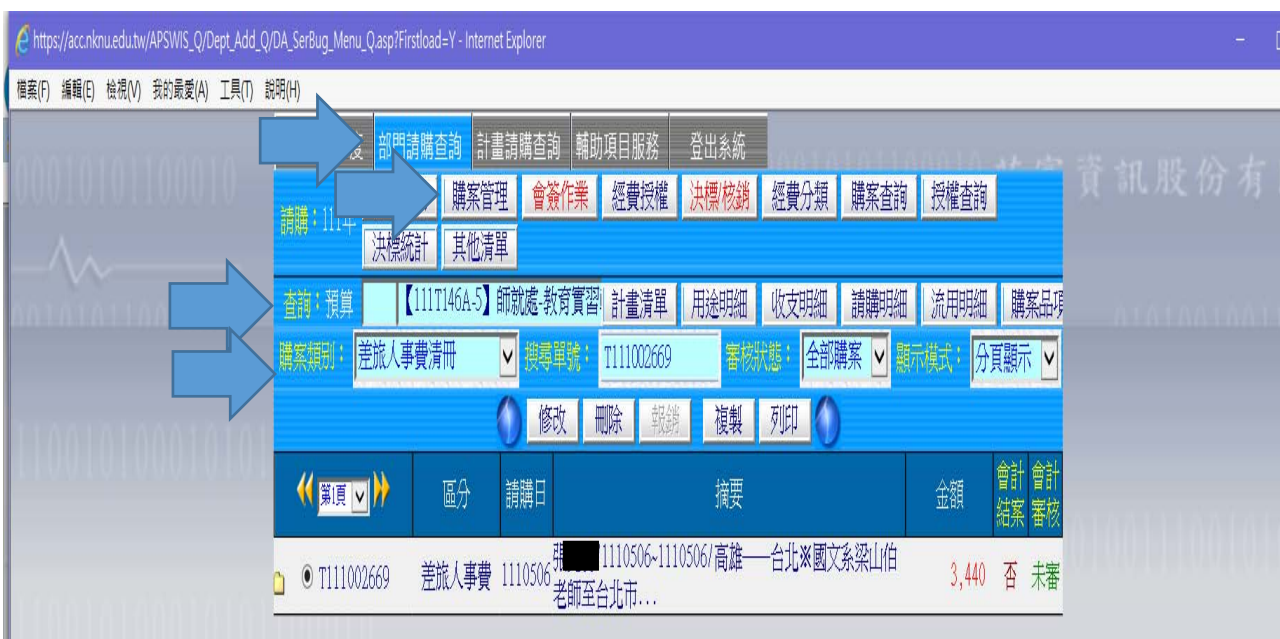 https://acc.nknu.edu.tw/APSWIS_Q/Dept_Add_Q/DA_SerBug_Menu_Q.asp?Firstload=Y - Internet Explorer
檔案(F) 編輯(E) 檢視(V) 我的最愛(A) 工具(T) 說明(H)
部門請購查詢 計畫請購查詢 輔助項目服務 登出系統
資訊股份有
請購：111年 購案管理 會簽作業 經費授權 決標/核銷 經費分類 購案查詢 授權查詢
決標統計 其他清單
查詢：預算 【111T146A-5】師就處-教育實習 計畫清單 用途明細 收支明細 請購明細 流用明細 購案品項
購案類別： 差旅人事費清冊 搜尋單號： T111002669 審核狀態： 全部購案 顯示模式： 分頁顯示
修改 刪除 報銷 複製 列印
第1頁 區分 請購日 摘要 金額 會計結案 會計審核
T111002669 差旅人事費 1110506 張 1110506~1110506/高雄──台北※國文系梁山伯 3,440 否 未審
老師至台北市...